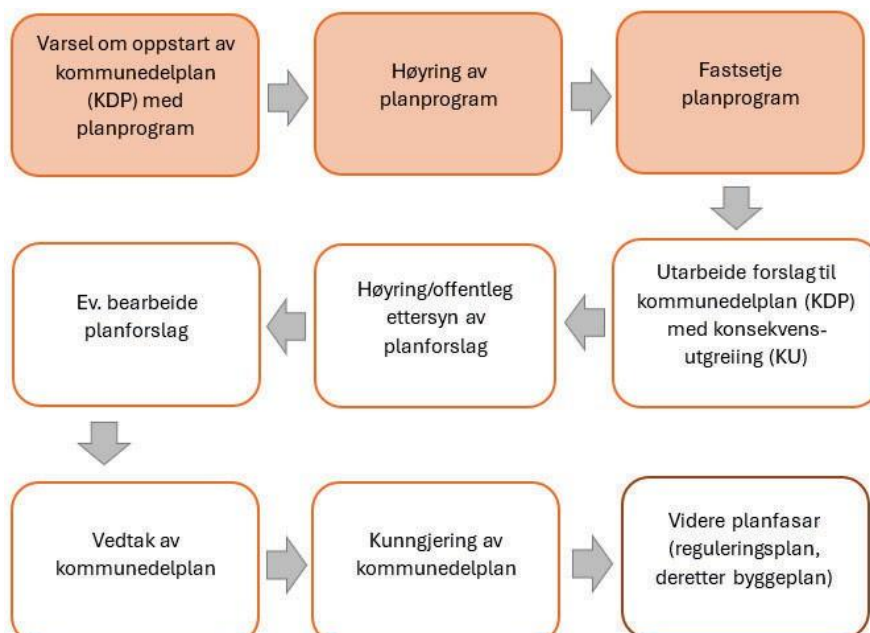 Varsel om oppstart av
kommunedelplan
(KDP) med
planprogram
Høyring av
planprogram
Fastsetje
planprogram
Utarbeide forslag til
kommunedelplan (KDP)
med konsekvens-
utgreiing (KU)
Høyring/offentleg
ettersyn av
planforslag
Ev. bearbeide
planforslag
Vedtak av
kommunedelplan
Kunngjering av
kommunedelplan
Videre planfasar
(reguleringsplan,
deretter byggeplan)